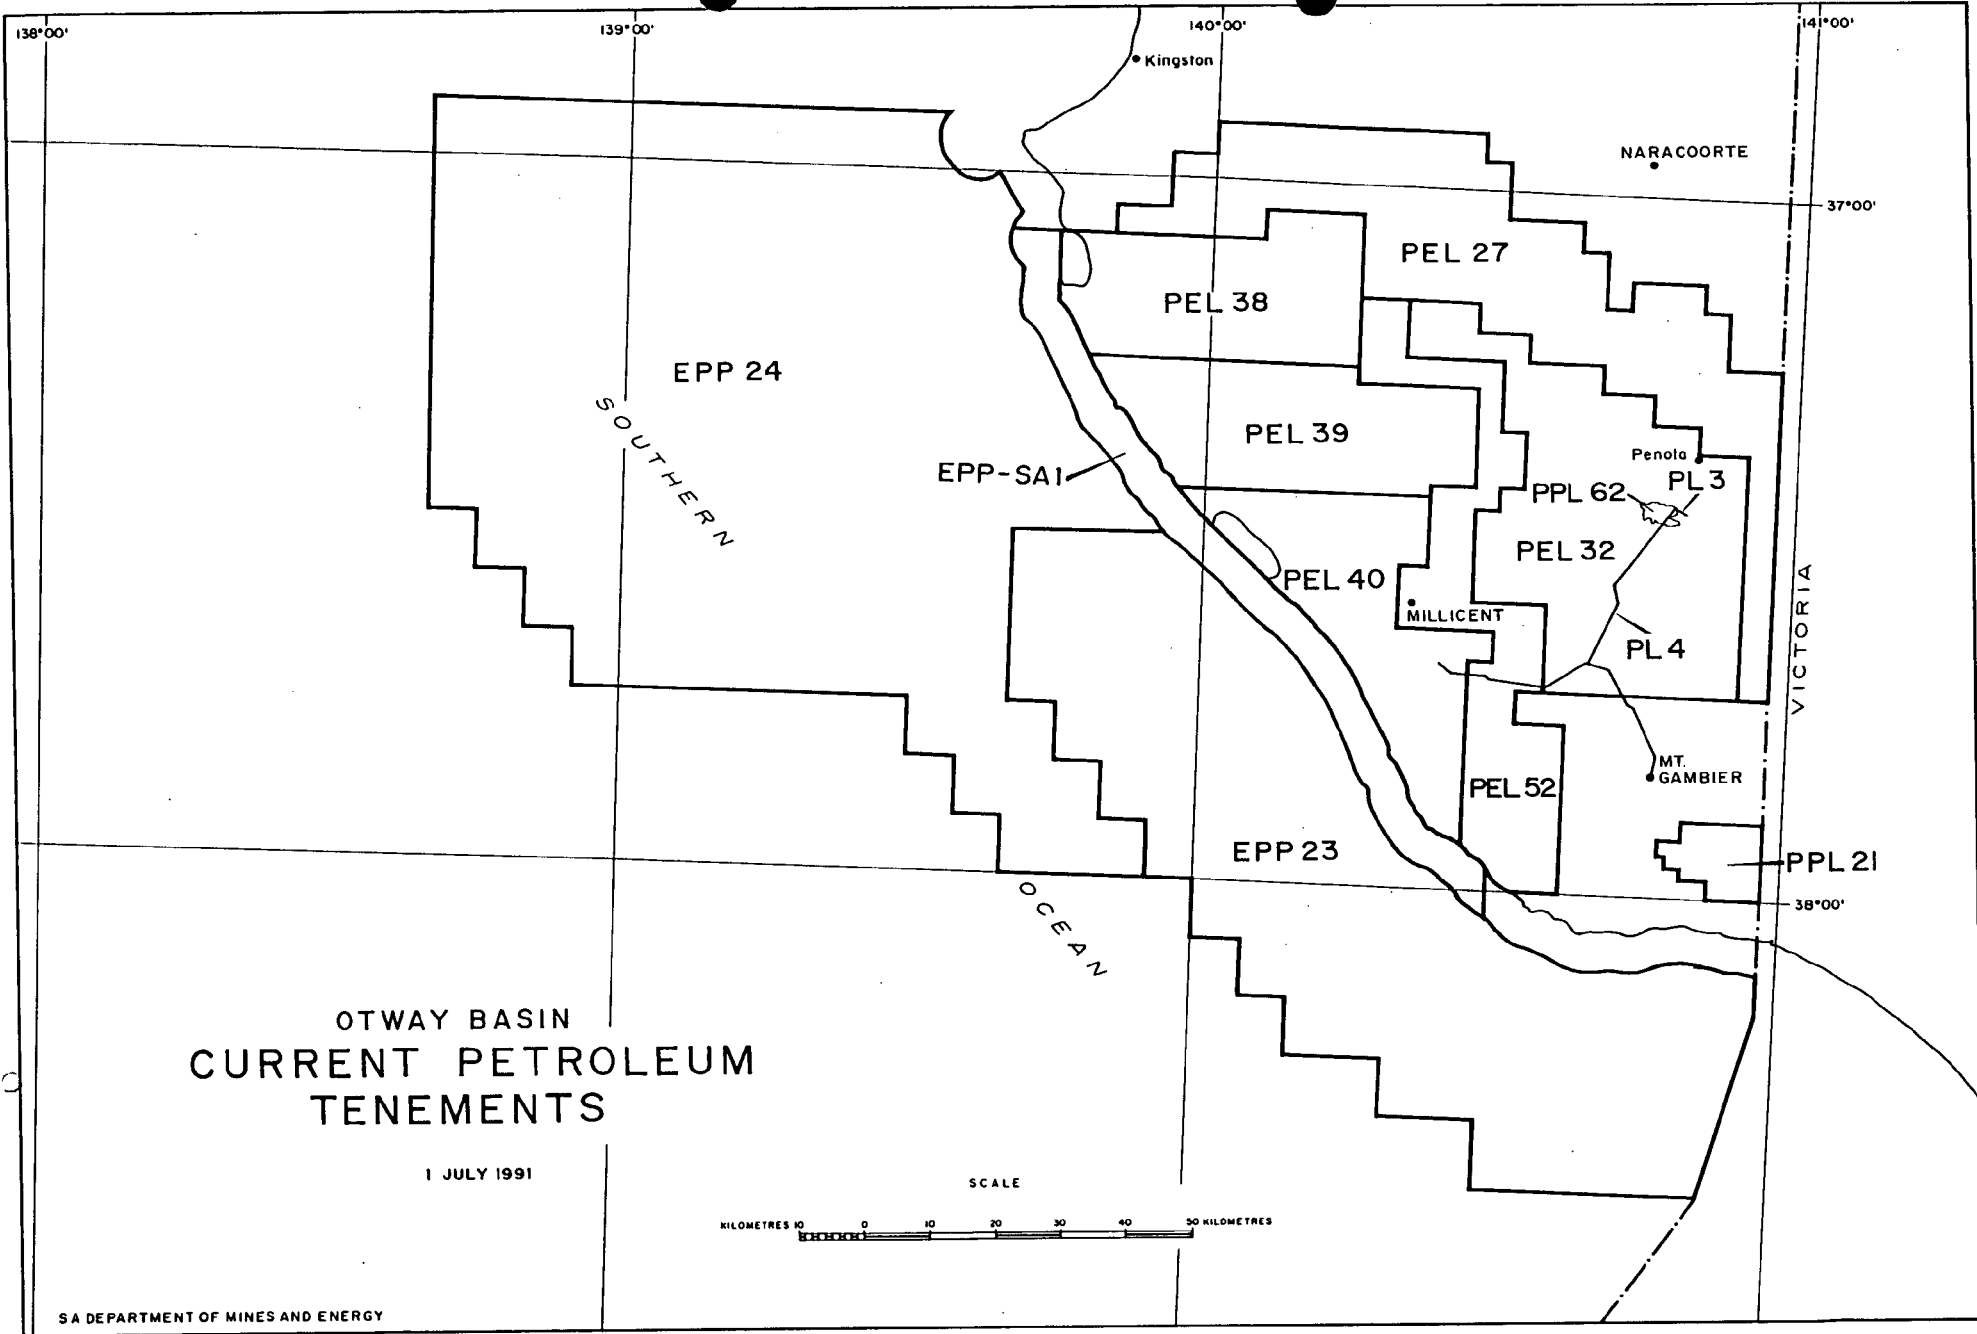 138°00'
139°00'
140°00'
141°00'
Kingston
NARACOORTE
37°00'
PEL 27
PEL 38
EPP 24
SOUTHERN
PEL 39
Penola
EPP-SA1
PL 3
PPL 62
PEL 32
PEL 40
MILLICENT
VICTORIA
PL 4
MT.
GAMBIER
PEL 52
EPP 23
PPL 21
OCEAN
38°00'
OTWAY BASIN
CURRENT PETROLEUM
TENEMENTS
1 JULY 1991
SCALE
KILOMETRES 10 0 10 20 30 40 50 KILOMETRES
SA DEPARTMENT OF MINES AND ENERGY